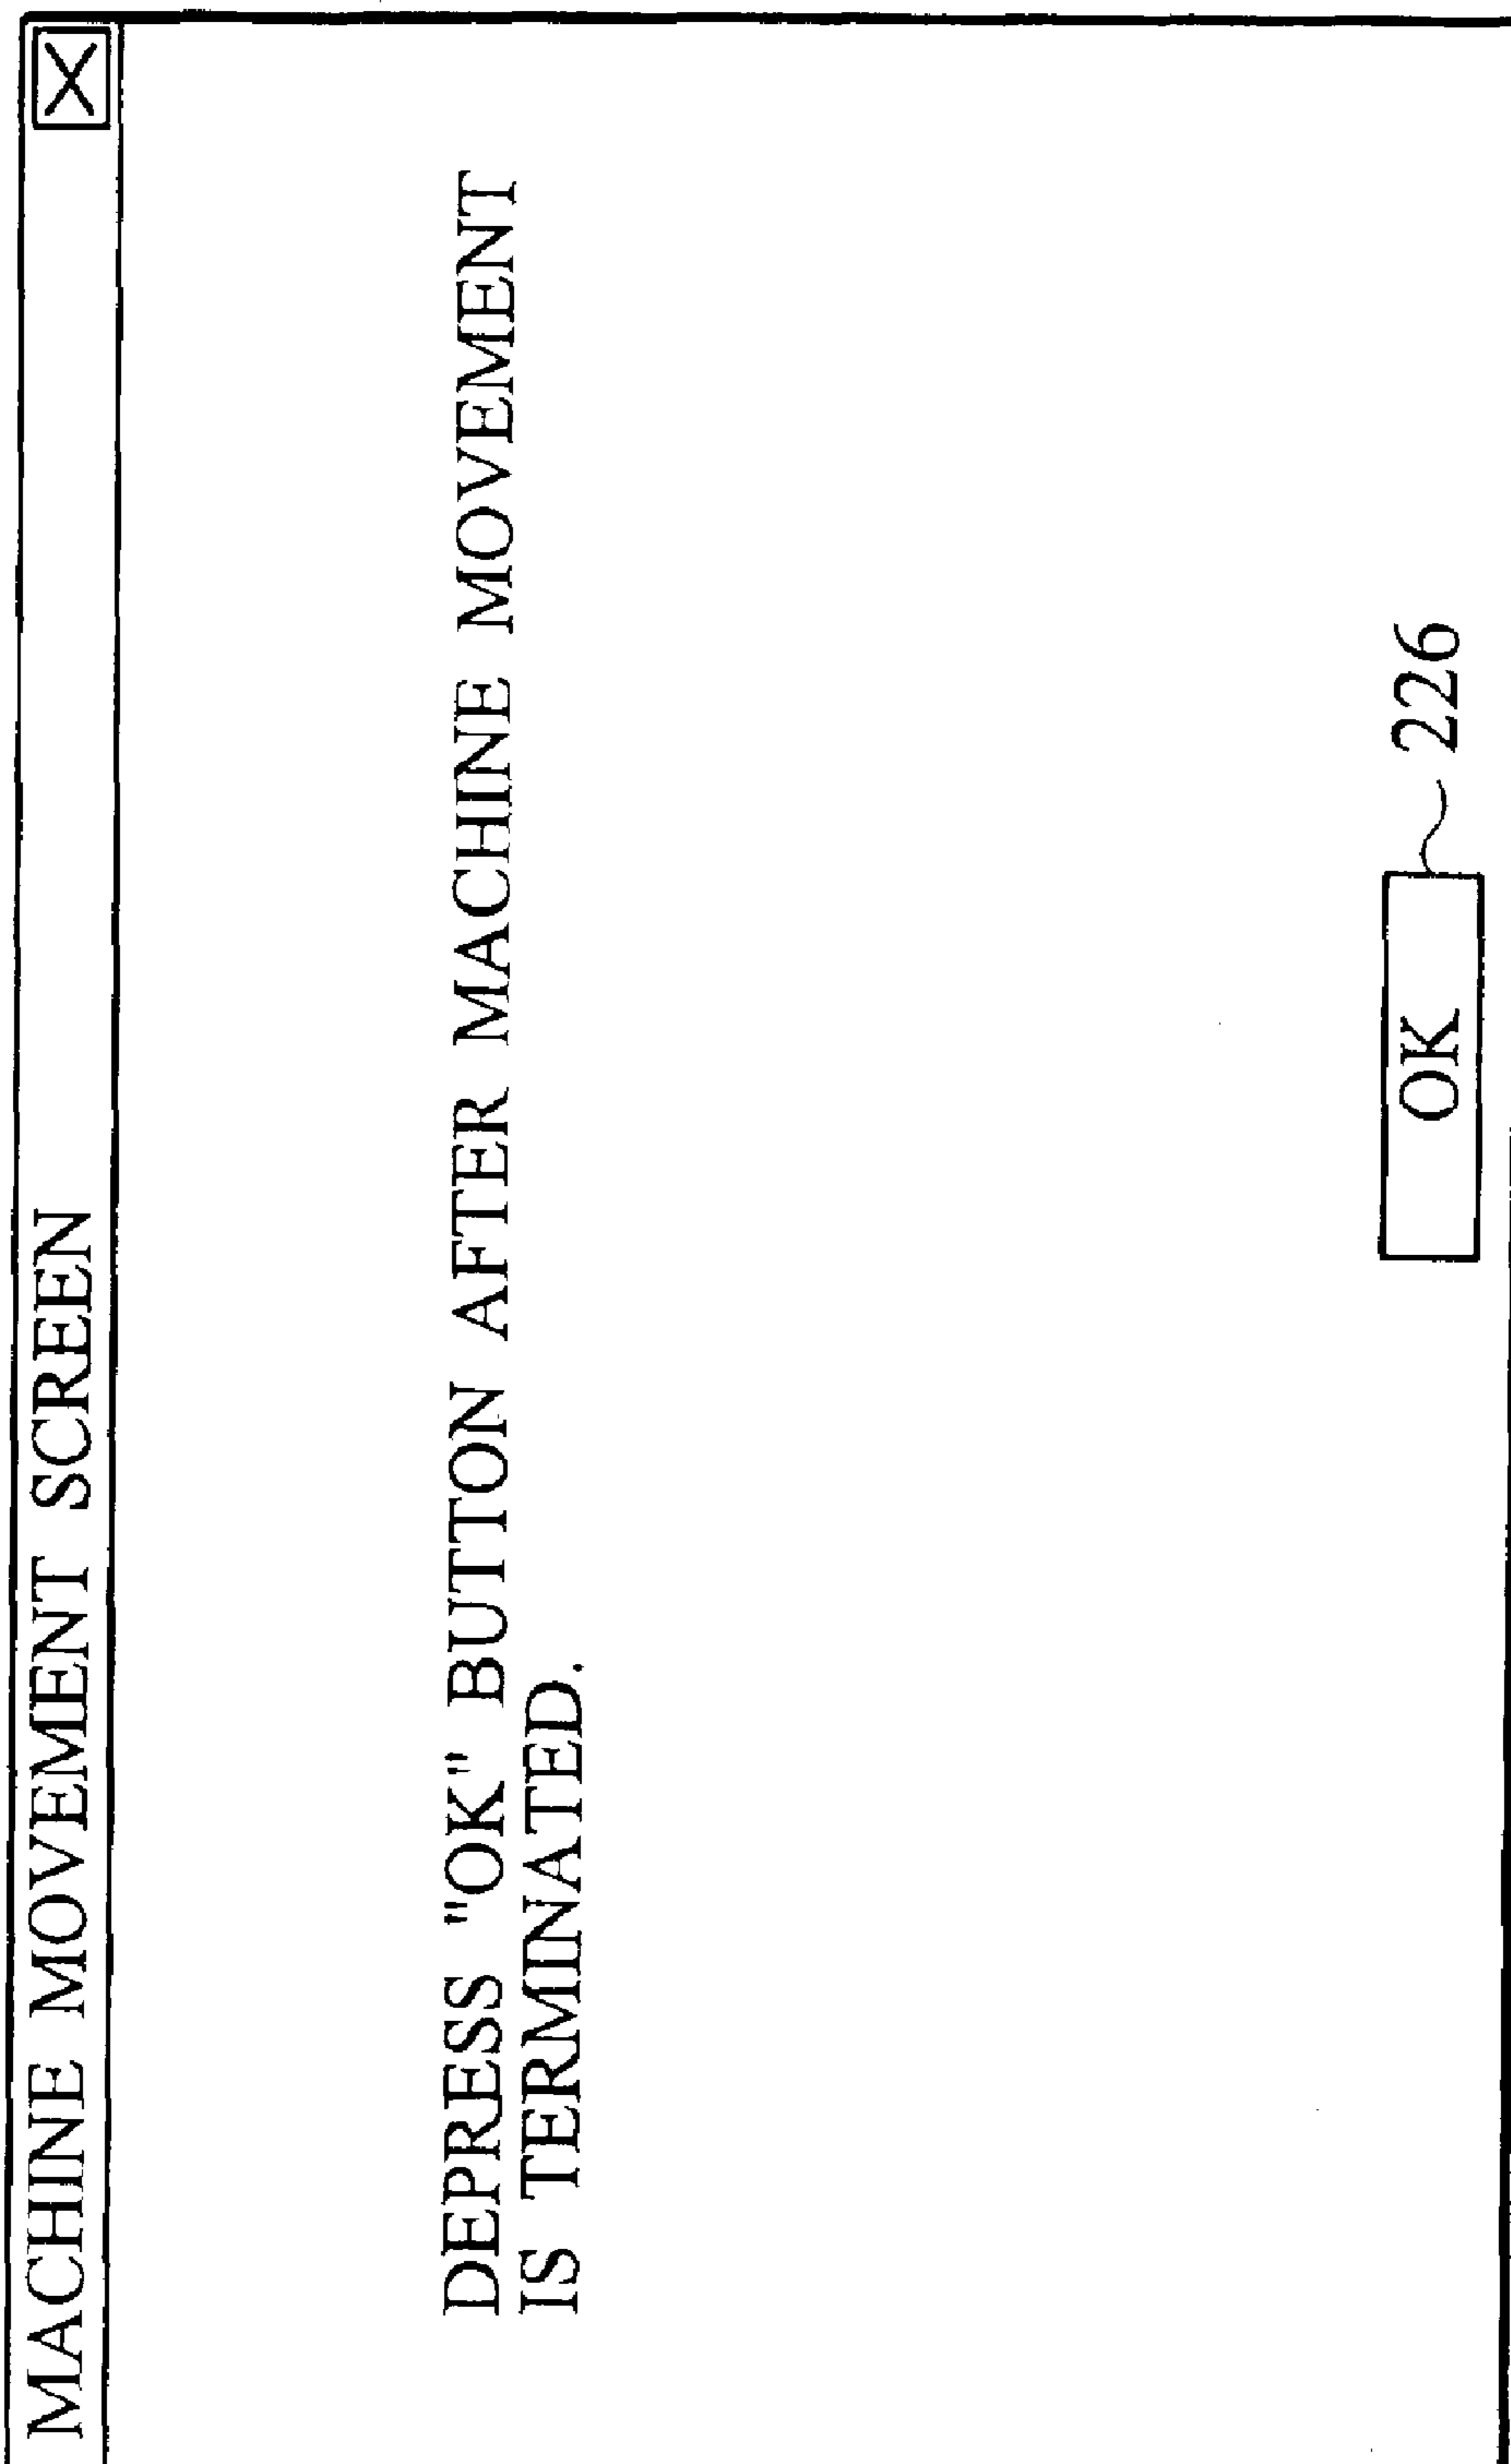 MACHINE MOVEMENT SCREEN X
DEPRESS "OK" BUTTON AFTER MACHINE MOVEMENT
IS TERMINATED.
OK 226